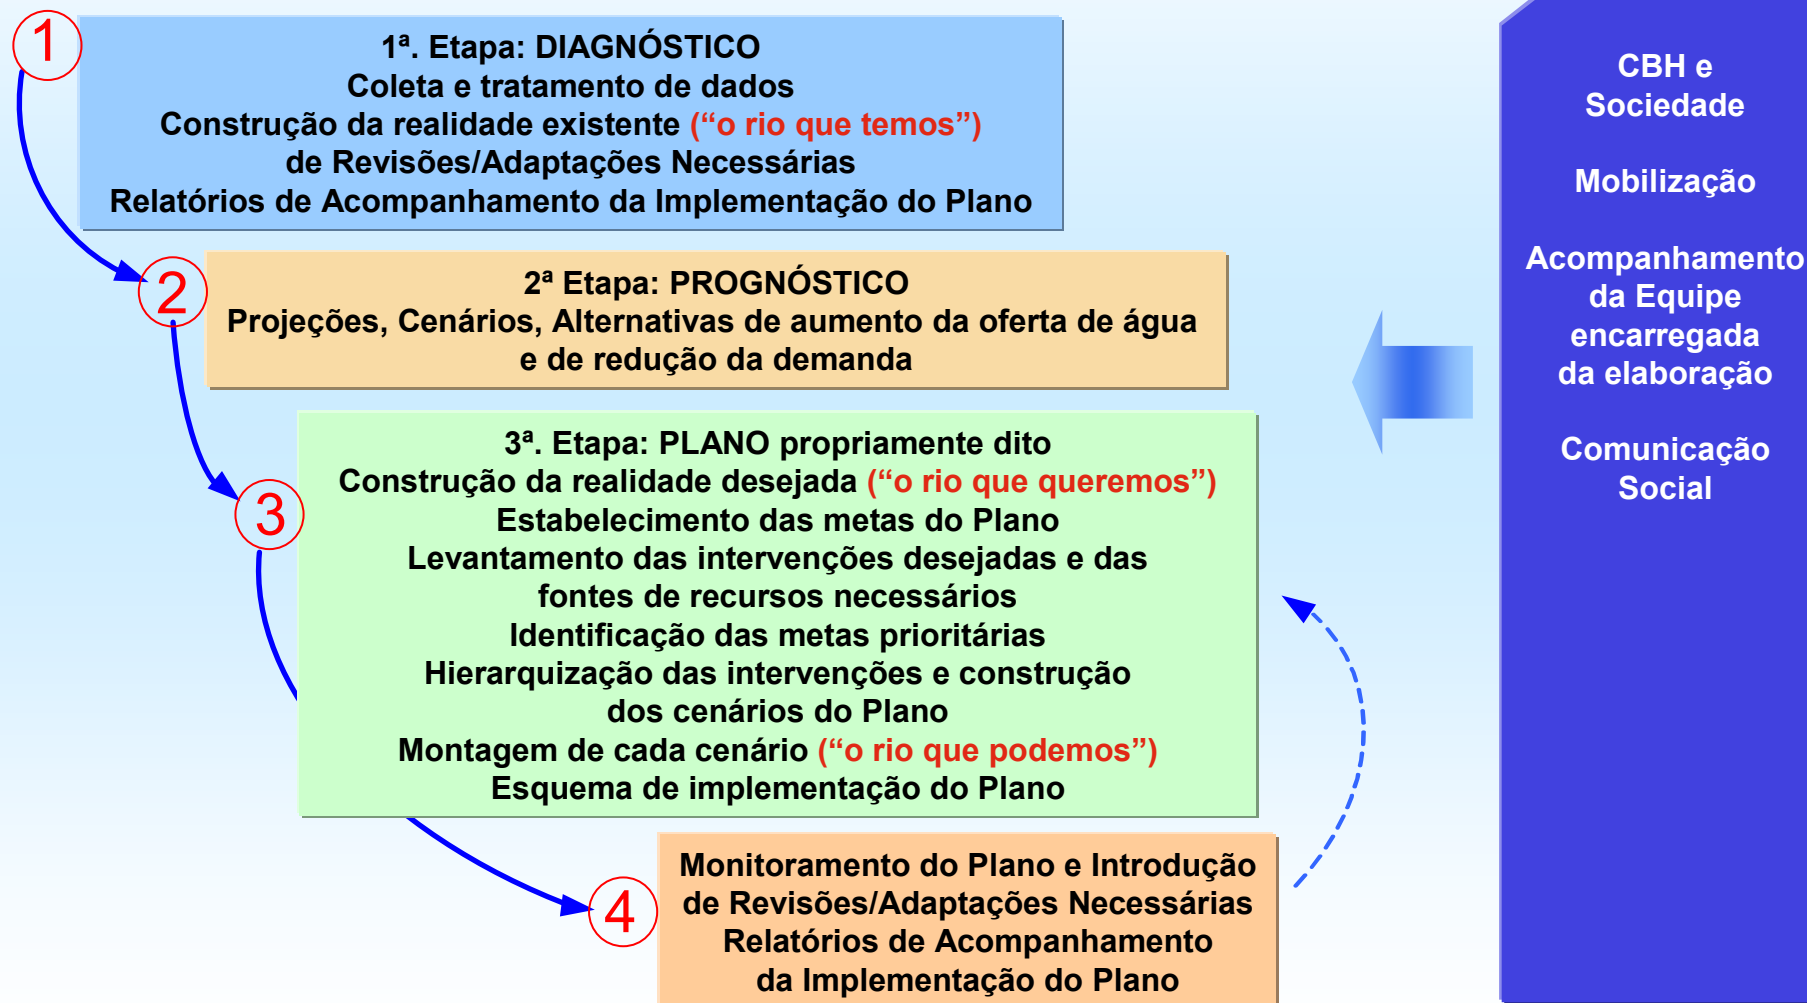 1
1ª. Etapa: DIAGNÓSTICO
Coleta e tratamento de dados
Construção da realidade existente (“o rio que temos”)
de Revisões/Adaptações Necessárias
Relatórios de Acompanhamento da Implementação do Plano
2
2ª Etapa: PROGNÓSTICO
Projeções, Cenários, Alternativas de aumento da oferta de água
e de redução da demanda
3
3ª. Etapa: PLANO propriamente dito
Construção da realidade desejada (“o rio que queremos”)
Estabelecimento das metas do Plano
Levantamento das intervenções desejadas e das
fontes de recursos necessários
Identificação das metas prioritárias
Hierarquização das intervenções e construção
dos cenários do Plano
Montagem de cada cenário (“o rio que podemos”)
Esquema de implementação do Plano
4
Monitoramento do Plano e Introdução
de Revisões/Adaptações Necessárias
Relatórios de Acompanhamento
da Implementação do Plano
CBH e
Sociedade
Mobilização
Acompanhamento
da Equipe
encarregada
da elaboração
Comunicação
Social